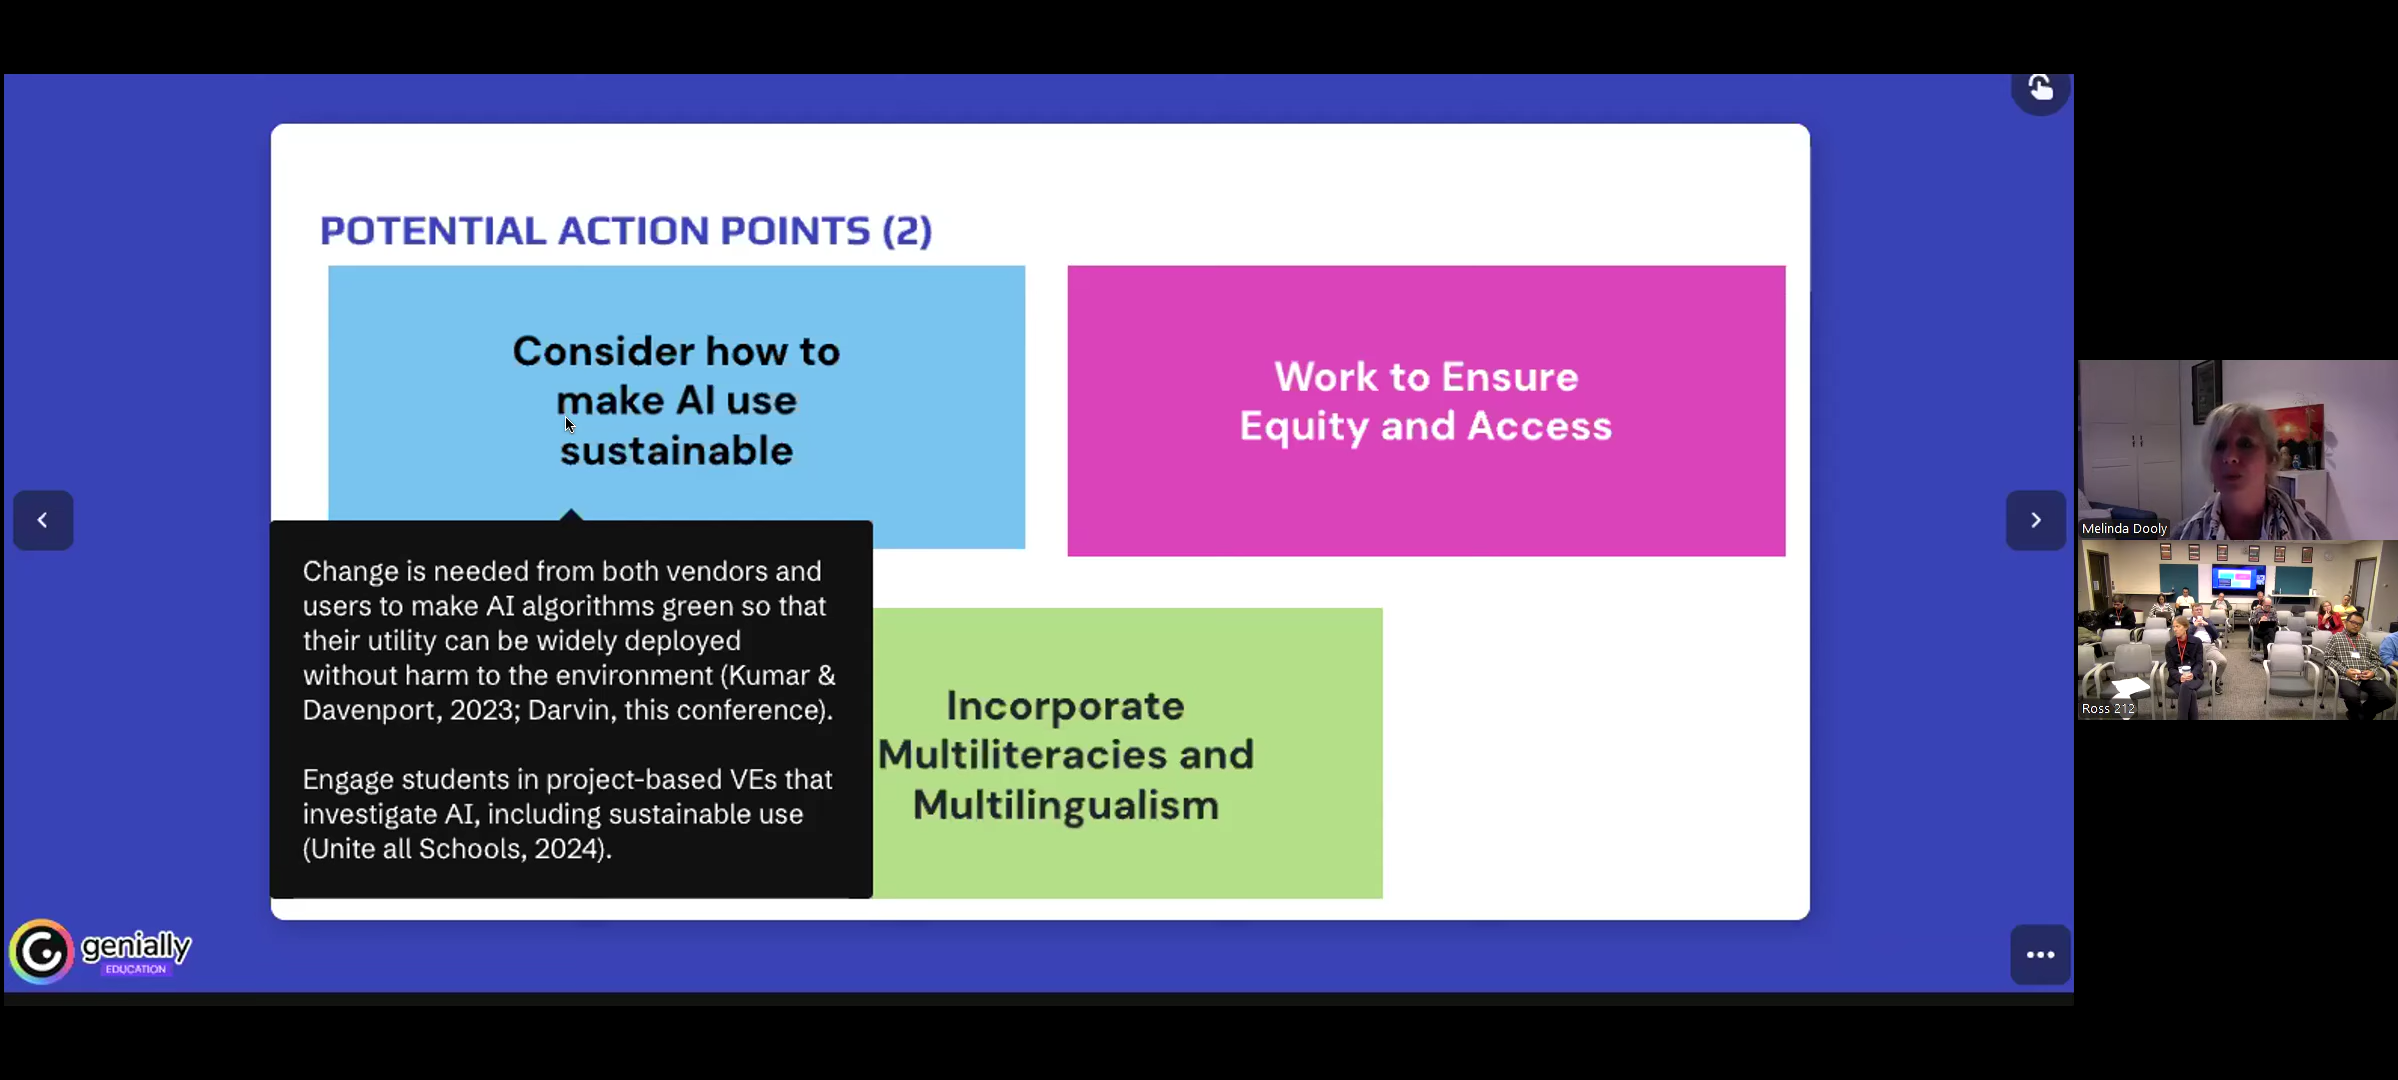 POTENTIAL ACTION POINTS (2)
Consider how to
make AI use
sustainable
Work to Ensure
Equity and Access
Change is needed from both vendors and
users to make AI algorithms green so that
their utility can be widely deployed
without harm to the environment (Kumar &
Davenport, 2023; Darvin, this conference).
Engage students in project-based VEs that
investigate AI, including sustainable use
(Unite all Schools, 2024).
Incorporate
Multiliteracies and
Multilingualism
genially
EDUCATION
Melinda Dooly
Ross 212